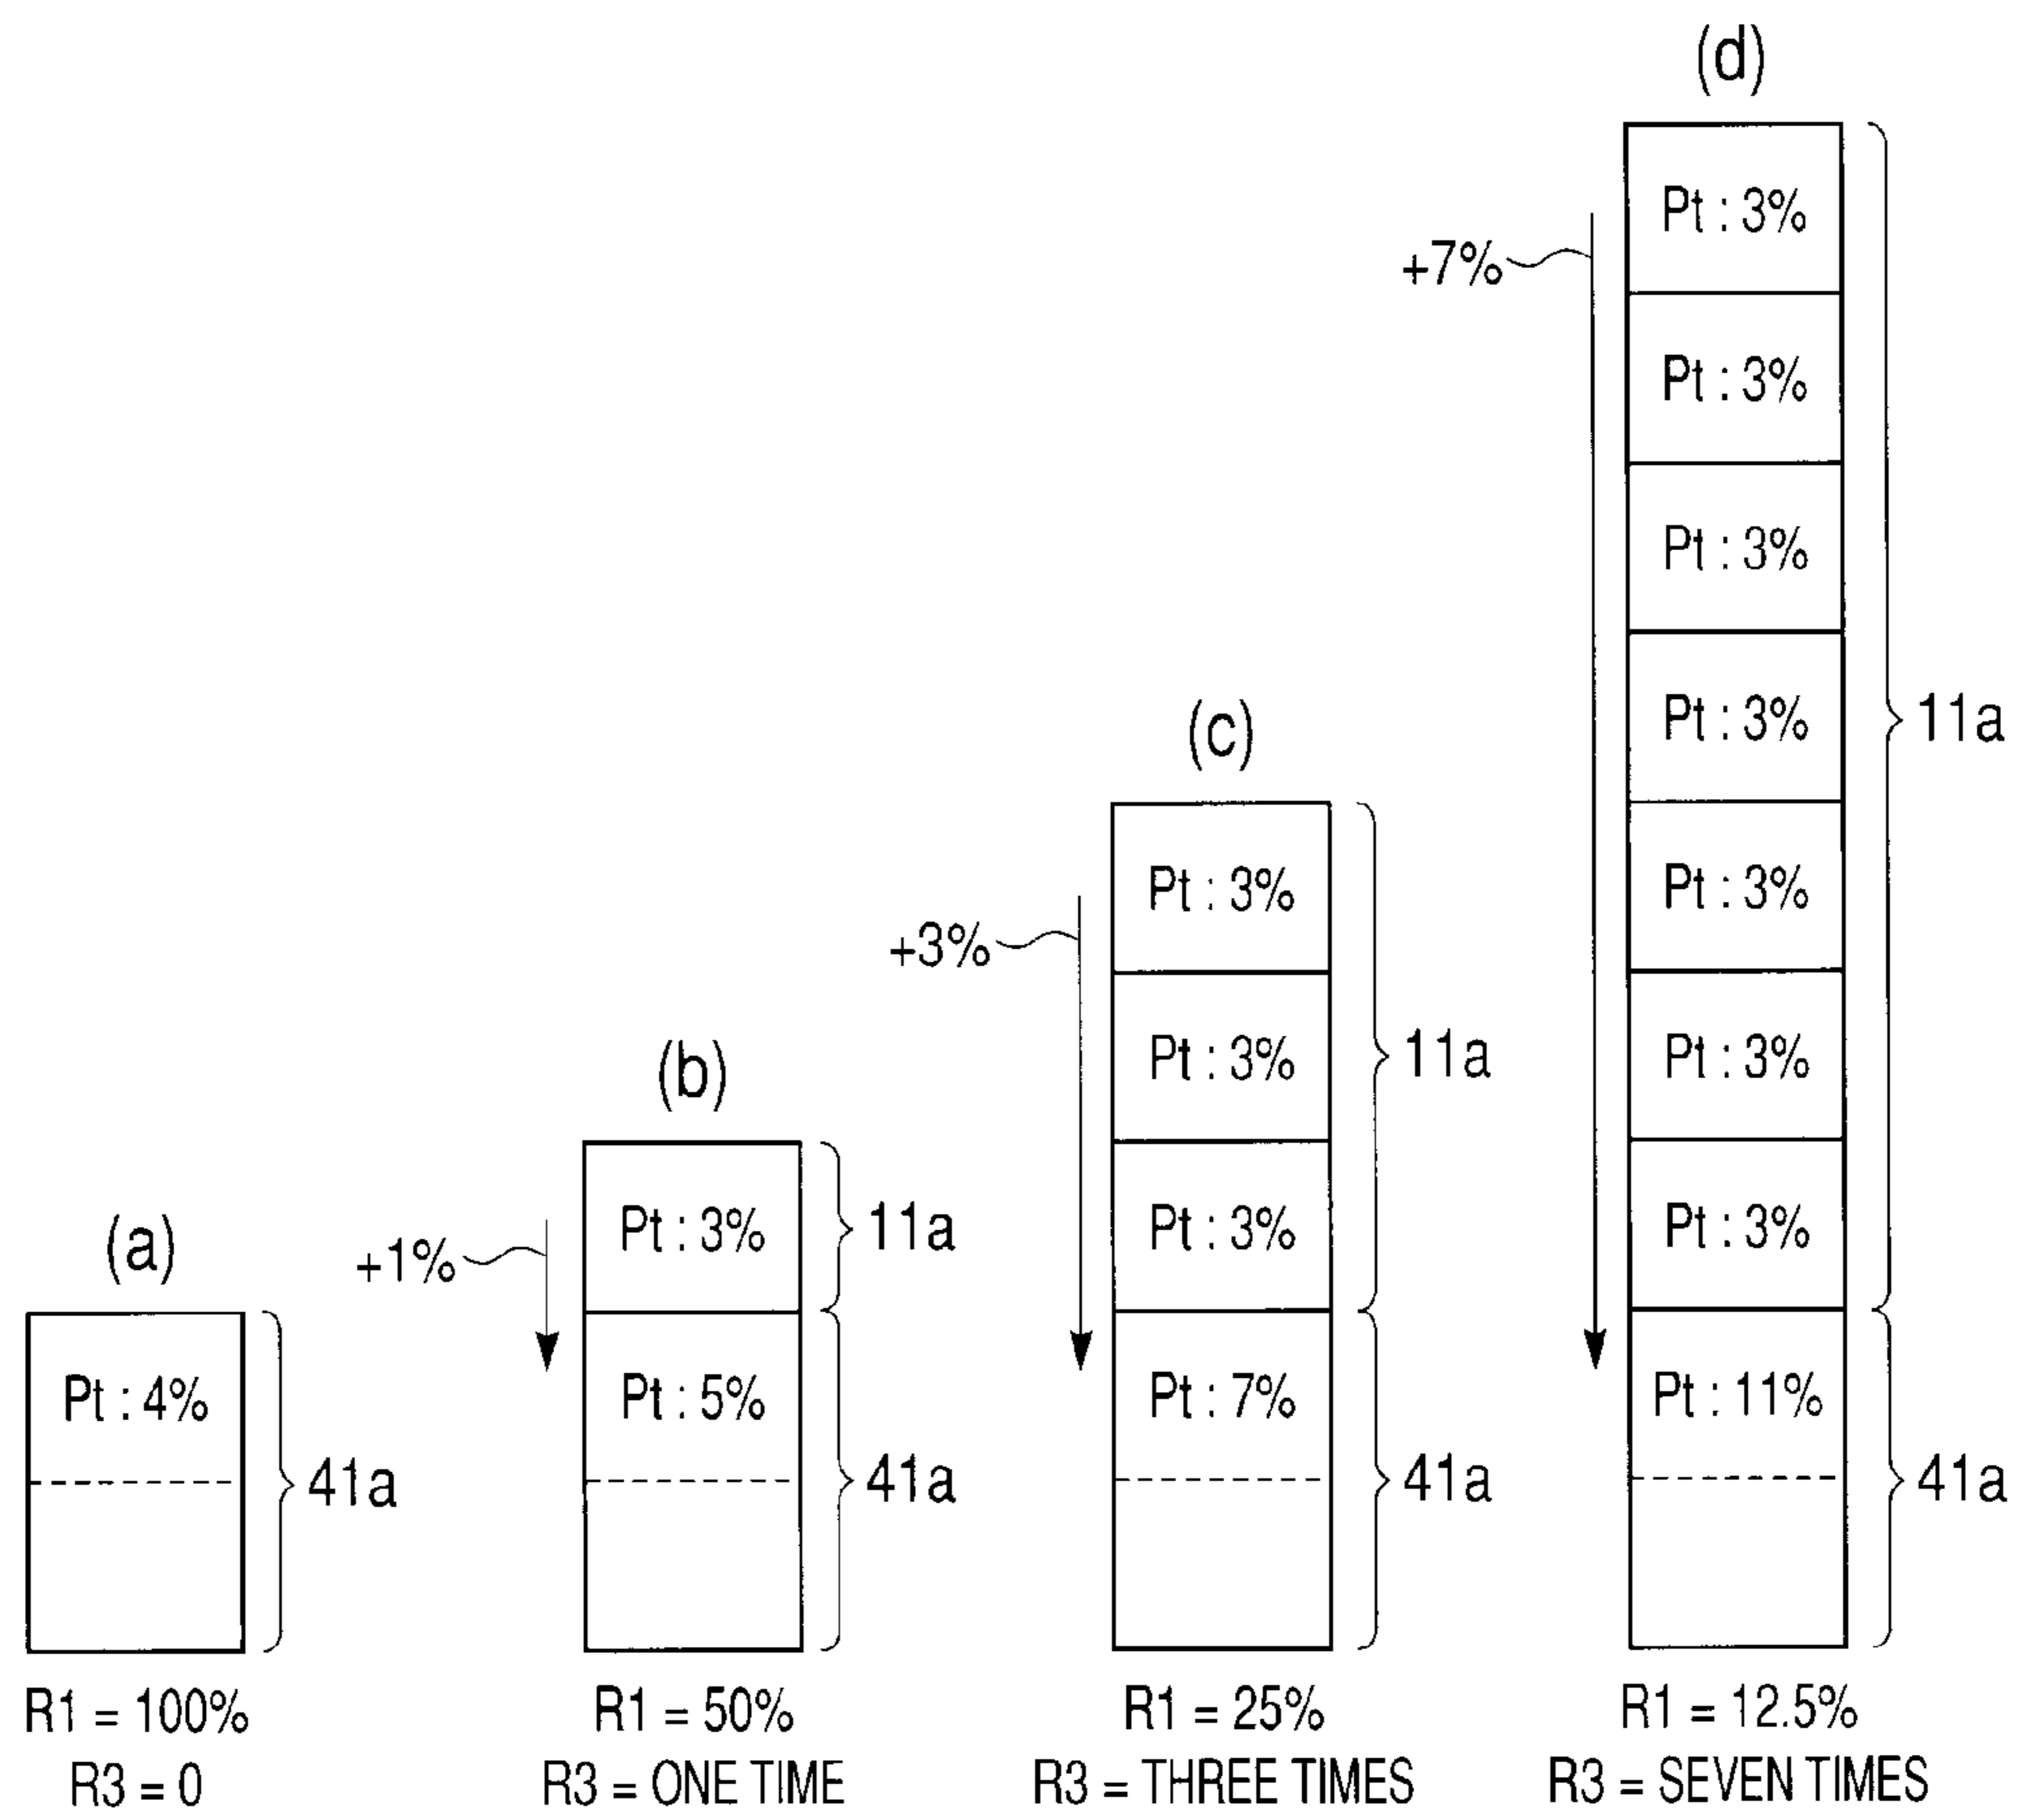 (a)
Pt : 4%
41a
R1 = 100%
R3 = 0
(b)
+1%
Pt : 3%
11a
Pt : 5%
41a
R1 = 50%
R3 = ONE TIME
(c)
+3%
Pt : 3%
Pt : 3%
11a
Pt : 3%
Pt : 7%
41a
R1 = 25%
R3 = THREE TIMES
(d)
Pt : 3%
+7%
Pt : 3%
Pt : 3%
Pt : 3%
11a
Pt : 3%
Pt : 3%
Pt : 3%
Pt : 11%
41a
R1 = 12.5%
R3 = SEVEN TIMES